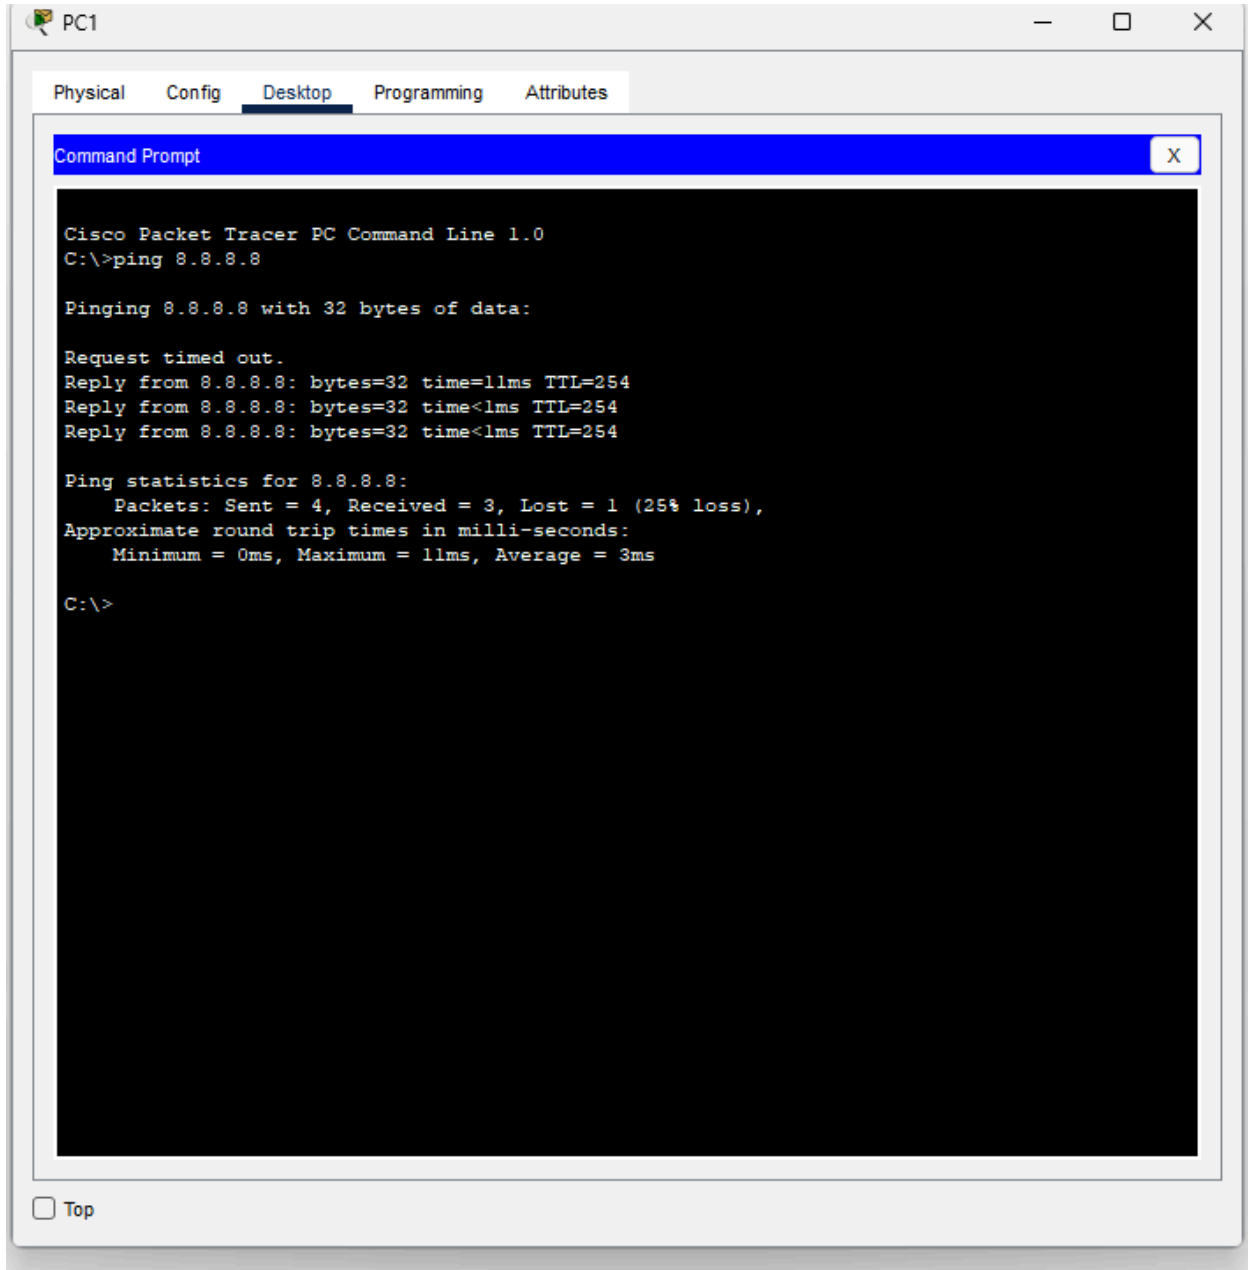 PC1
Physical Config Desktop Programming Attributes
Command Prompt X
Cisco Packet Tracer PC Command Line 1.0
C:\>ping 8.8.8.8
Pinging 8.8.8.8 with 32 bytes of data:
Request timed out.
Reply from 8.8.8.8: bytes=32 time=11ms TTL=254
Reply from 8.8.8.8: bytes=32 time<1ms TTL=254
Reply from 8.8.8.8: bytes=32 time<1ms TTL=254
Ping statistics for 8.8.8.8:
Packets: Sent = 4, Received = 3, Lost = 1 (25% loss),
Approximate round trip times in milli-seconds:
Minimum = 0ms, Maximum = 11ms, Average = 3ms
C:\>
Top